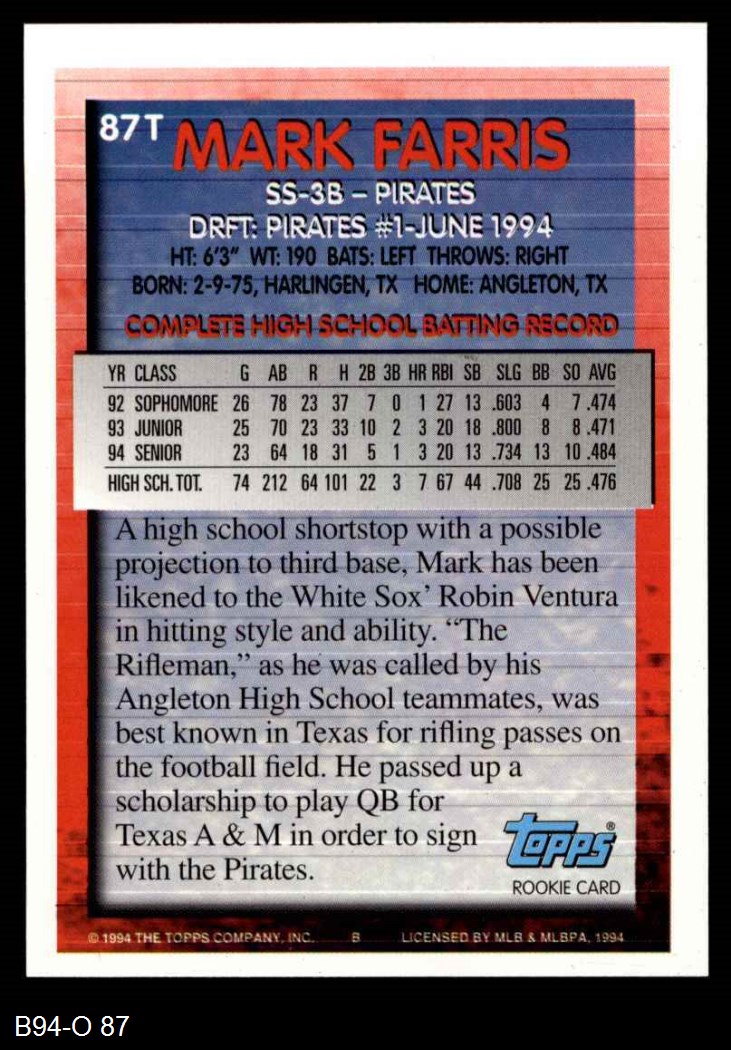 87T MARK FARRIS
SS-3B – PIRATES
DRFT: PIRATES #1-JUNE 1994
HT: 6'3" WT: 190 BATS: LEFT THROWS: RIGHT
BORN: 2-9-75, HARLINGEN, TX HOME: ANGLETON, TX
COMPLETE HIGH SCHOOL BATTING RECORD
YR CLASS G AB R H 2B 3B HR RBI SB SLG BB SO AVG
92 SOPHOMORE 26 78 23 37 7 0 1 27 13 .603 4 7 .474
93 JUNIOR 25 70 23 33 10 2 3 20 18 .800 8 8 .471
94 SENIOR 23 64 18 31 5 1 3 20 13 .734 13 10 .484
HIGH SCH. TOT. 74 212 64 101 22 3 7 67 44 .708 25 25 .476
A high school shortstop with a possible
projection to third base, Mark has been
likened to the White Sox' Robin Ventura
in hitting style and ability. “The
Rifleman,” as he was called by his
Angleton High School teammates, was
best known in Texas for rifling passes on
the football field. He passed up a
scholarship to play QB for
Texas A & M in order to sign
with the Pirates.
Topps®
ROOKIE CARD
© 1994 THE TOPPS COMPANY, INC. B LICENSED BY MLB & MLBPA, 1994
B94-O 87